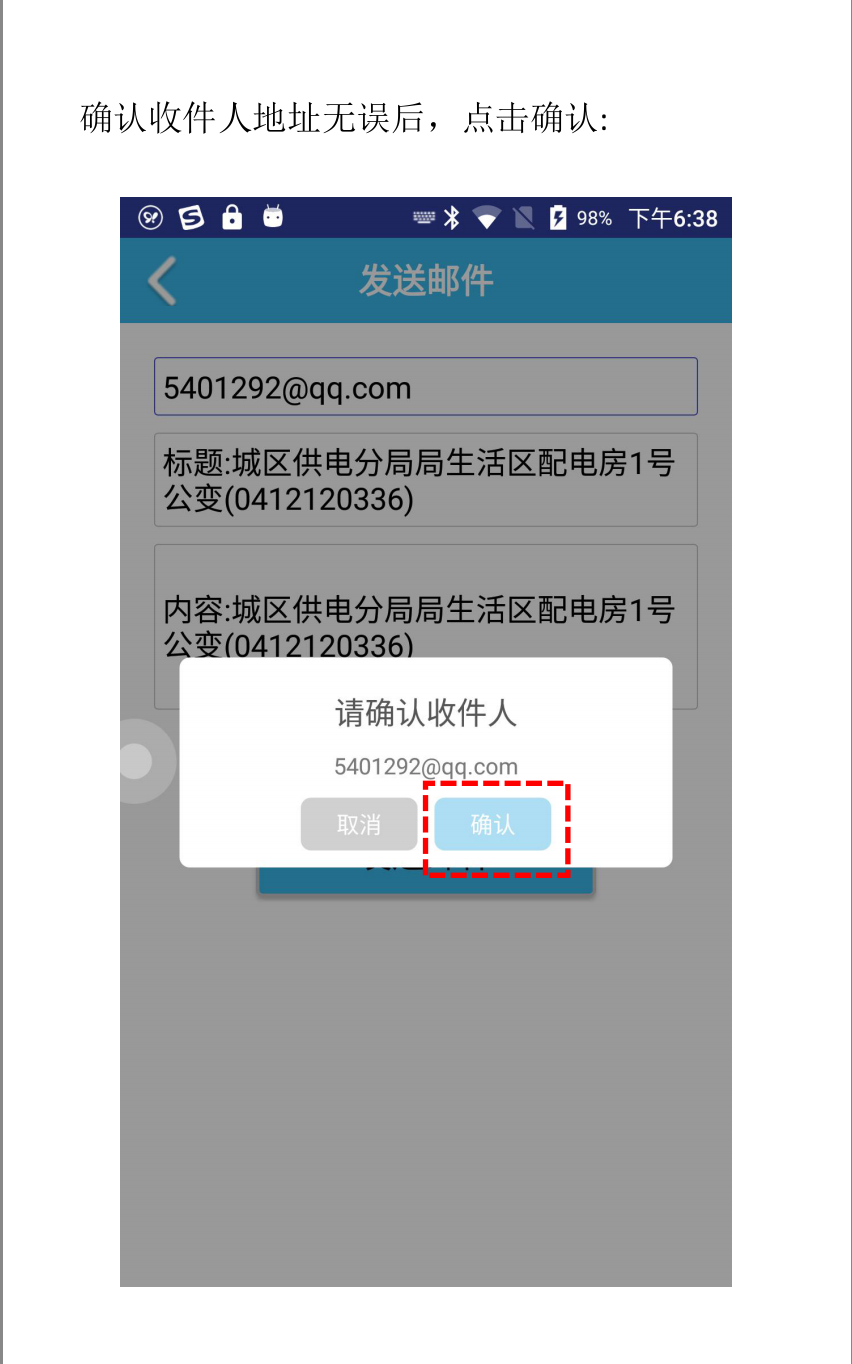 确认收件人地址无误后，点击确认:
98% 下午6:38
发送邮件
5401292@qq.com
标题:城区供电分局局生活区配电房1号
公变(0412120336)
内容:城区供电分局局生活区配电房1号
公变(0412120336)
请确认收件人
5401292@qq.com
取消 确认